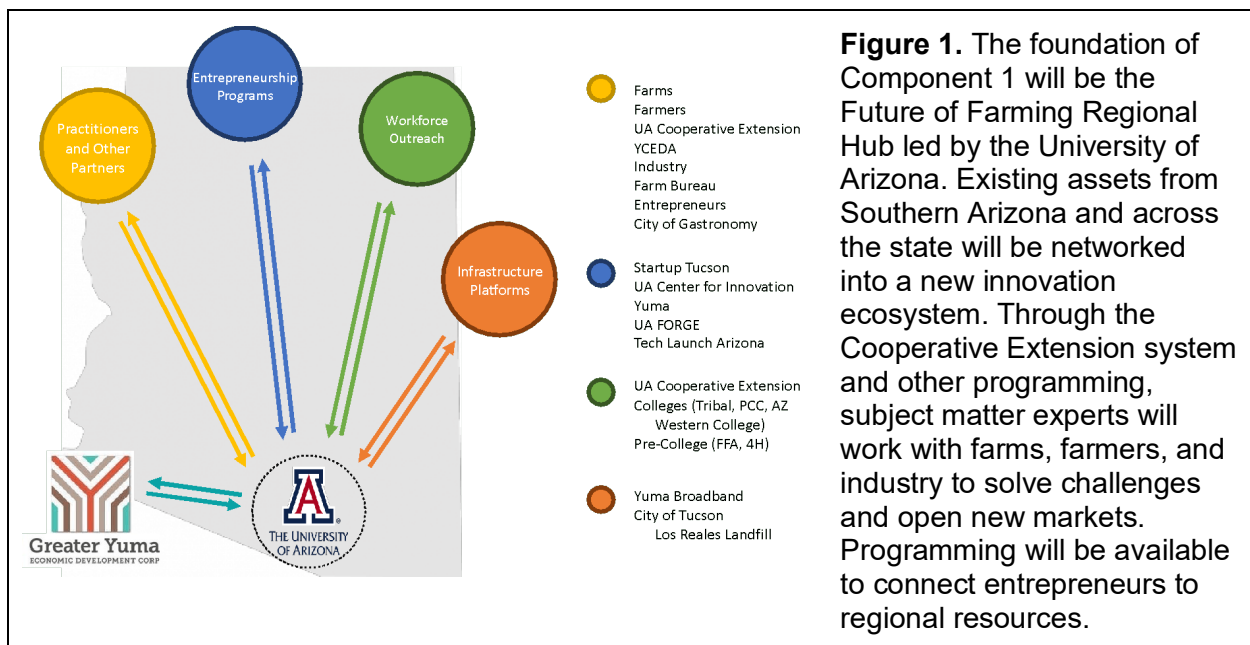 Entrepreneurship
Programs
Practitioners
and Other
Partners
Workforce
Outreach
Infrastructure
Platforms
Greater Yuma
ECONOMIC DEVELOPMENT CORP
A
THE UNIVERSITY
OF ARIZONA
®
Farms
Farmers
UA Cooperative Extension
YCEDA
Industry
Farm Bureau
Entrepreneurs
City of Gastronomy
Startup Tucson
UA Center for Innovation
Yuma
UA FORGE
Tech Launch Arizona
UA Cooperative Extension
Colleges (Tribal, PCC, AZ
Western College)
Pre-College (FFA, 4H)
Yuma Broadband
City of Tucson
Los Reales Landfill
Figure 1. The foundation of
Component 1 will be the
Future of Farming Regional
Hub led by the University of
Arizona. Existing assets from
Southern Arizona and across
the state will be networked
into a new innovation
ecosystem. Through the
Cooperative Extension system
and other programming,
subject matter experts will
work with farms, farmers, and
industry to solve challenges
and open new markets.
Programming will be available
to connect entrepreneurs to
regional resources.